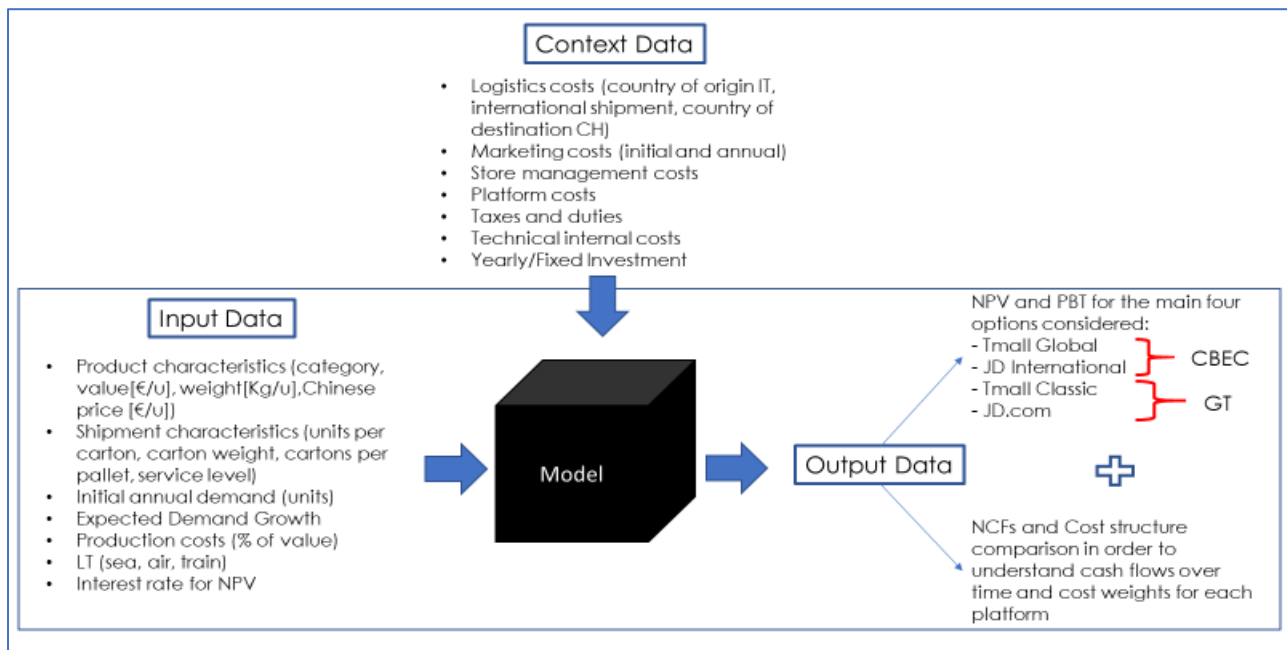 Context Data
• Logistics costs (country of origin IT,
international shipment, country of
destination CH)
• Marketing costs (initial and annual)
• Store management costs
• Platform costs
• Taxes and duties
• Technical internal costs
• Yearly/Fixed Investment
Input Data
• Product characteristics (category,
value[€/u], weight[Kg/u],Chinese
price [€/u])
• Shipment characteristics (units per
carton, carton weight, cartons per
pallet, service level)
• Initial annual demand (units)
• Expected Demand Growth
• Production costs (% of value)
• LT (sea, air, train)
• Interest rate for NPV
Model
Output Data
NPV and PBT for the main four
options considered:
- Tmall Global
- JD International
CBEC
- Tmall Classic
- JD.com
GT
NCFs and Cost structure
comparison in order to
understand cash flows over
time and cost weights for each
platform